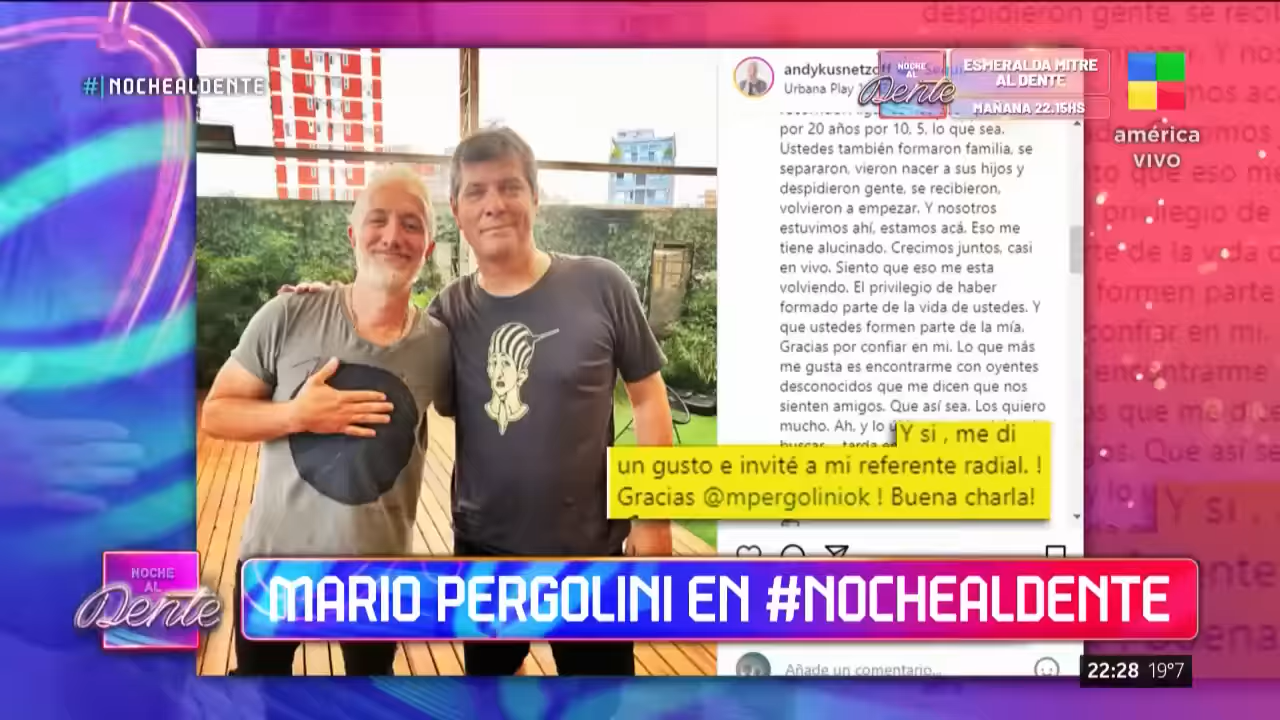 #|NOCHEALDENTE
andykusnetzoff
Urbana Play
NOCHE
AL
Dente
ESMERALDA MITRE
AL DENTE
MAÑANA 22.15HS
américa
VIVO
por 20 años por 10, 5, lo que sea.
Ustedes también formaron familia, se
separaron, vieron nacer a sus hijos y
despidieron gente, se recibieron,
volvieron a empezar. Y nosotros
estuvimos ahí, estamos acá. Eso me
tiene alucinado. Crecimos juntos, casi
en vivo. Siento que eso me esta
volviendo. El privilegio de haber
formado parte de la vida de ustedes. Y
que ustedes formen parte de la mía.
Gracias por confiar en mi. Lo que más
me gusta es encontrarme con oyentes
desconocidos que me dicen que nos
sienten amigos. Que así sea. Los quiero
mucho. Ah, y lo
Y si , me di
un gusto e invité a mi referente radial. !
Gracias @mpergoliniok ! Buena charla!
NOCHE
AL
Dente
MARIO PERGOLINI EN #NOCHEALDENTE
Añade un comentario...
22:28 19°7